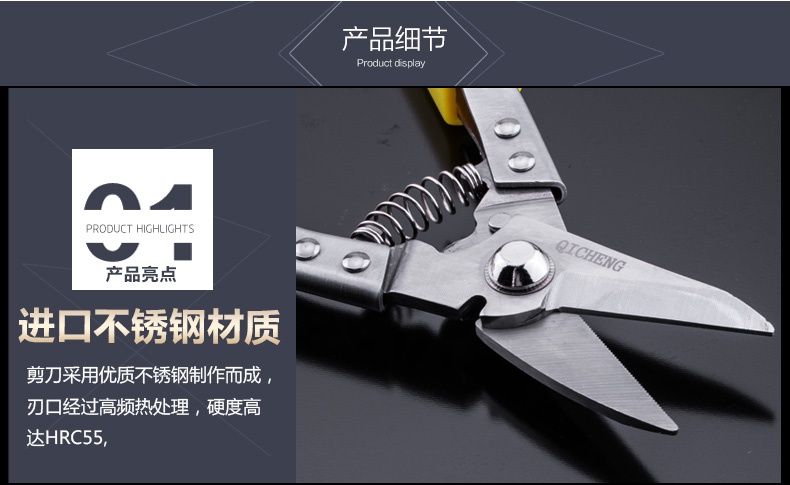 产品细节
Product display
01
PRODUCT HIGHLIGHTS
产品亮点
进口不锈钢材质
剪刀采用优质不锈钢制作而成，
刃口经过高频热处理，硬度高
达HRC55,
QICHENG